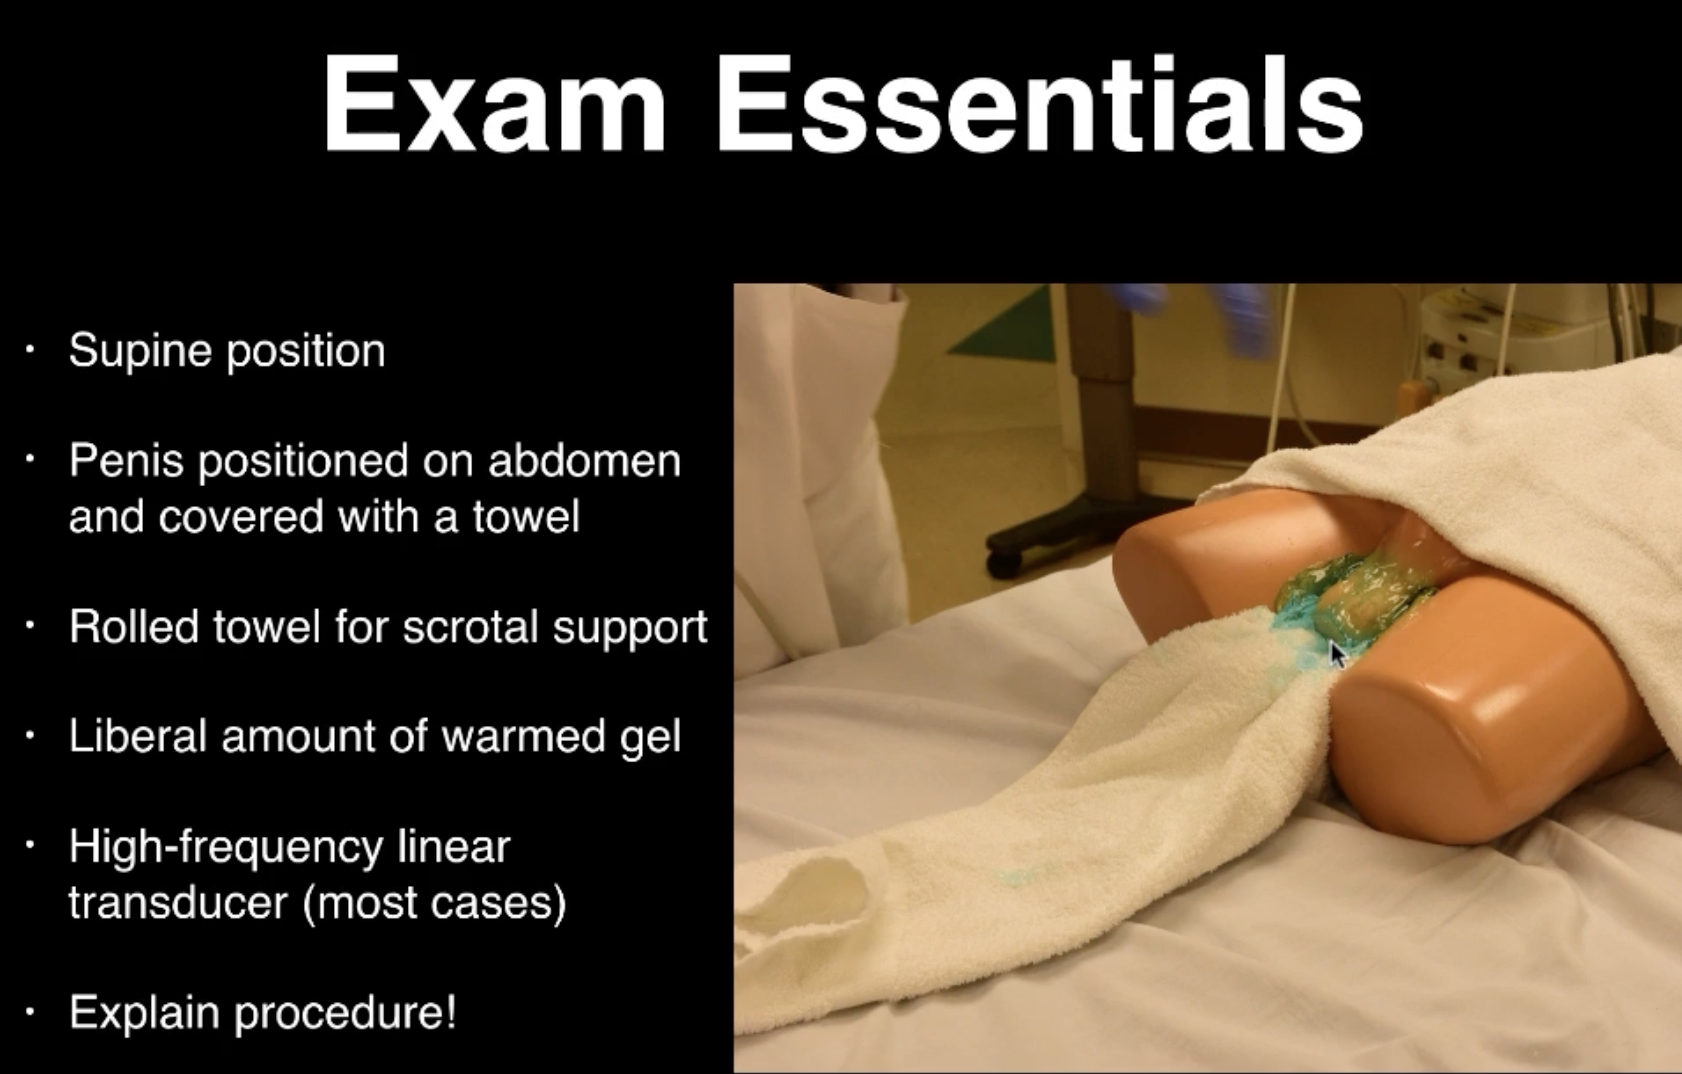 Exam Essentials
· Supine position
· Penis positioned on abdomen
and covered with a towel
· Rolled towel for scrotal support
· Liberal amount of warmed gel
· High-frequency linear
transducer (most cases)
· Explain procedure!